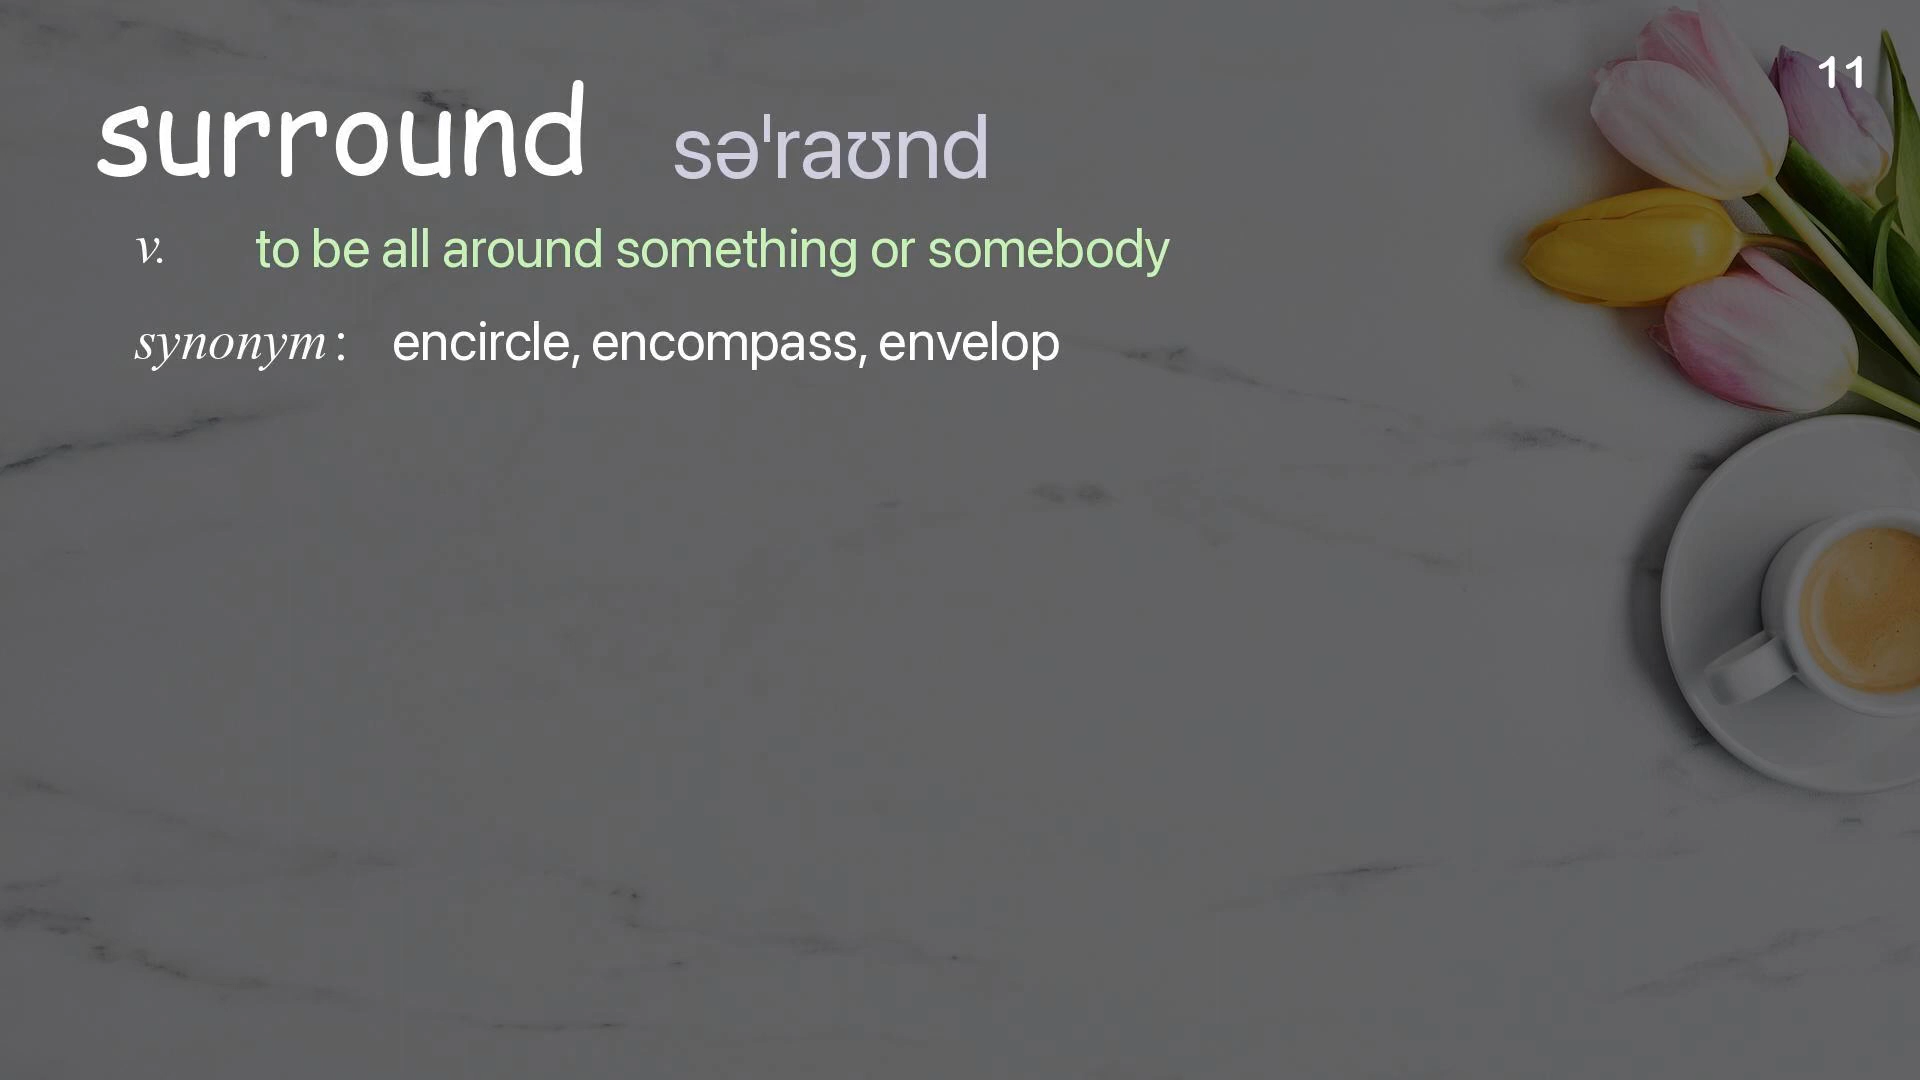 11
surround səˈraʊnd
v. to be all around something or somebody
synonym : encircle, encompass, envelop